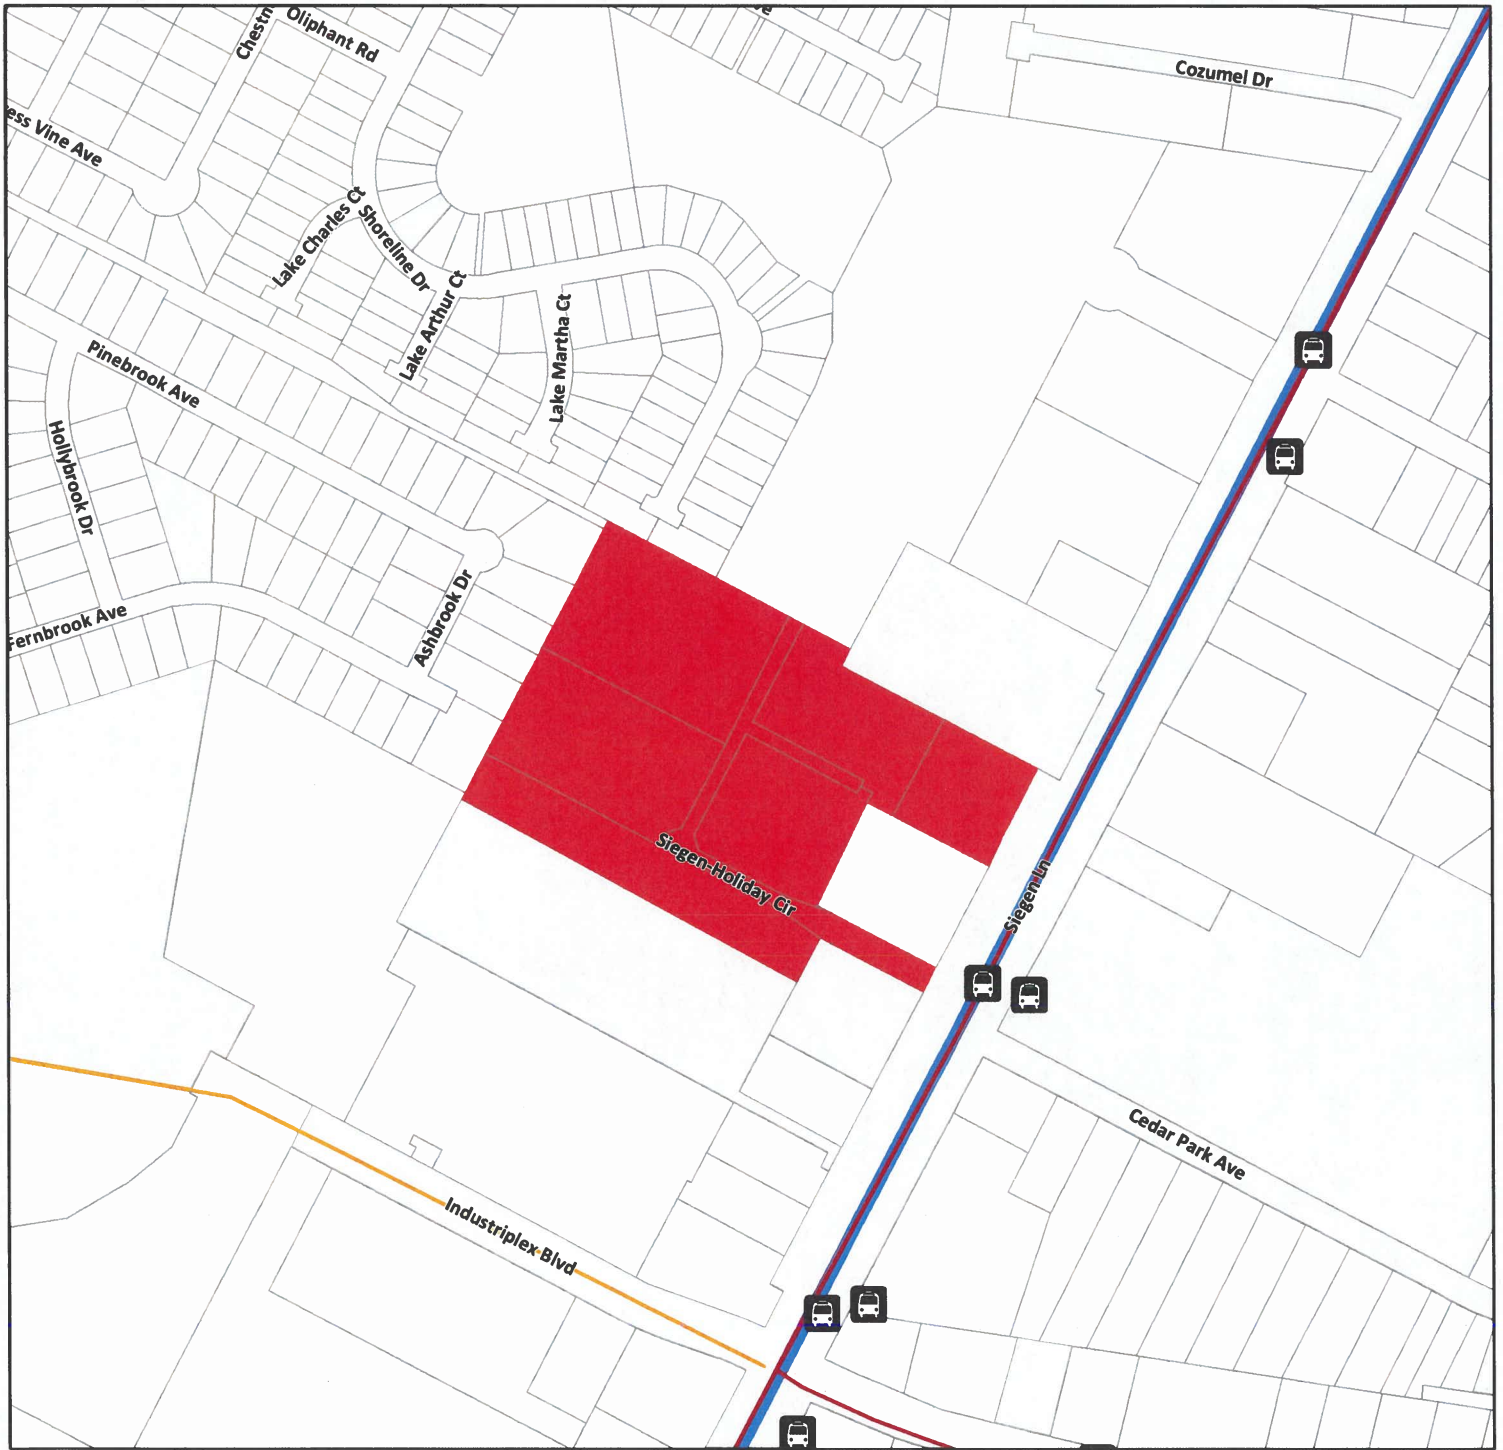 Oliphant Rd
Cozumel Dr
Lake Charles Ct
Shoreline Dr
Lake Arthur Ct
Lake Martha Ct
Pinebrook Ave
Hollybrook Dr
Ashbrook Dr
Fernbrook Ave
Siegen-Holiday Cir
Siegen Ln
Cedar Park Ave
Industriplex Blvd
Vine Ave